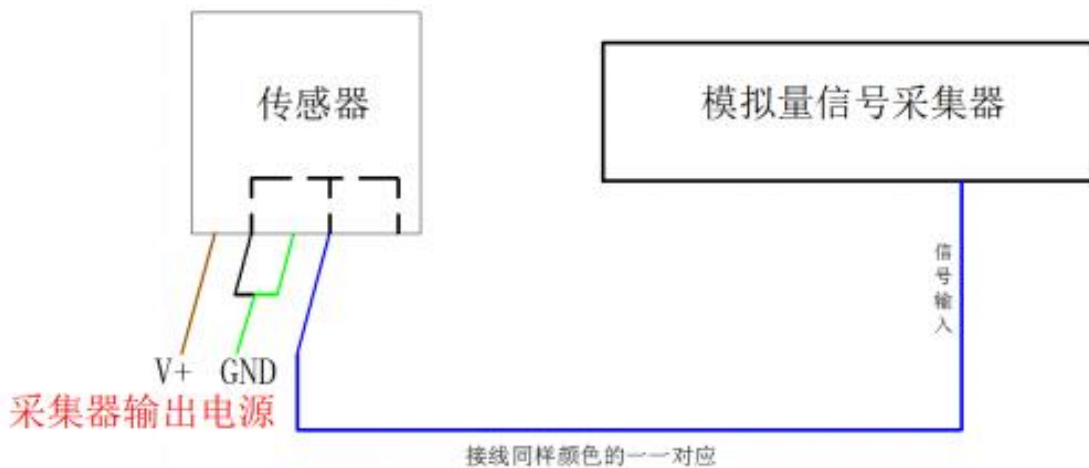 传感器
模拟量信号采集器
信号输入
V+ GND
采集器输出电源
接线同样颜色的一一对应